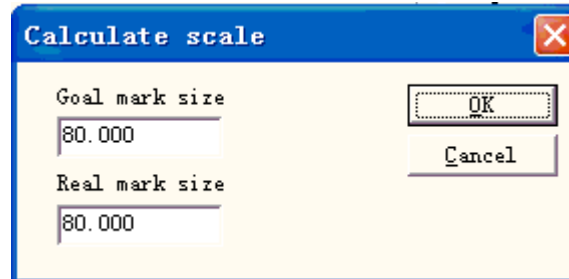 Calculate scale
Goal mark size
80.000
OK
Cancel
Real mark size
80.000